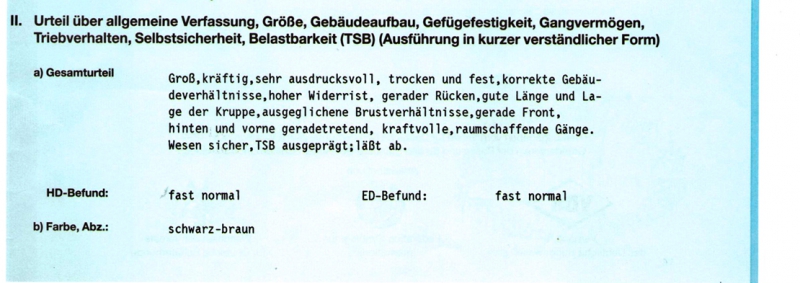 II. Urteil über allgemeine Verfassung, Größe, Gebäudeaufbau, Gefügefestigkeit, Gangvermögen,
Triebverhalten, Selbstsicherheit, Belastbarkeit (TSB) (Ausführung in kurzer verständlicher Form)
a) Gesamturteil
Groß,kräftig,sehr ausdrucksvoll, trocken und fest,korrekte Gebäu-
deverhältnisse,hoher Widerrist, gerader Rücken,gute Länge und La-
ge der Kruppe,ausgeglichene Brustverhältnisse,gerade Front,
hinten und vorne geradetretend, kraftvolle,raumschaffende Gänge.
Wesen sicher,TSB ausgeprägt;läßt ab.
HD-Befund: fast normal ED-Befund: fast normal
b) Farbe, Abz.: schwarz-braun